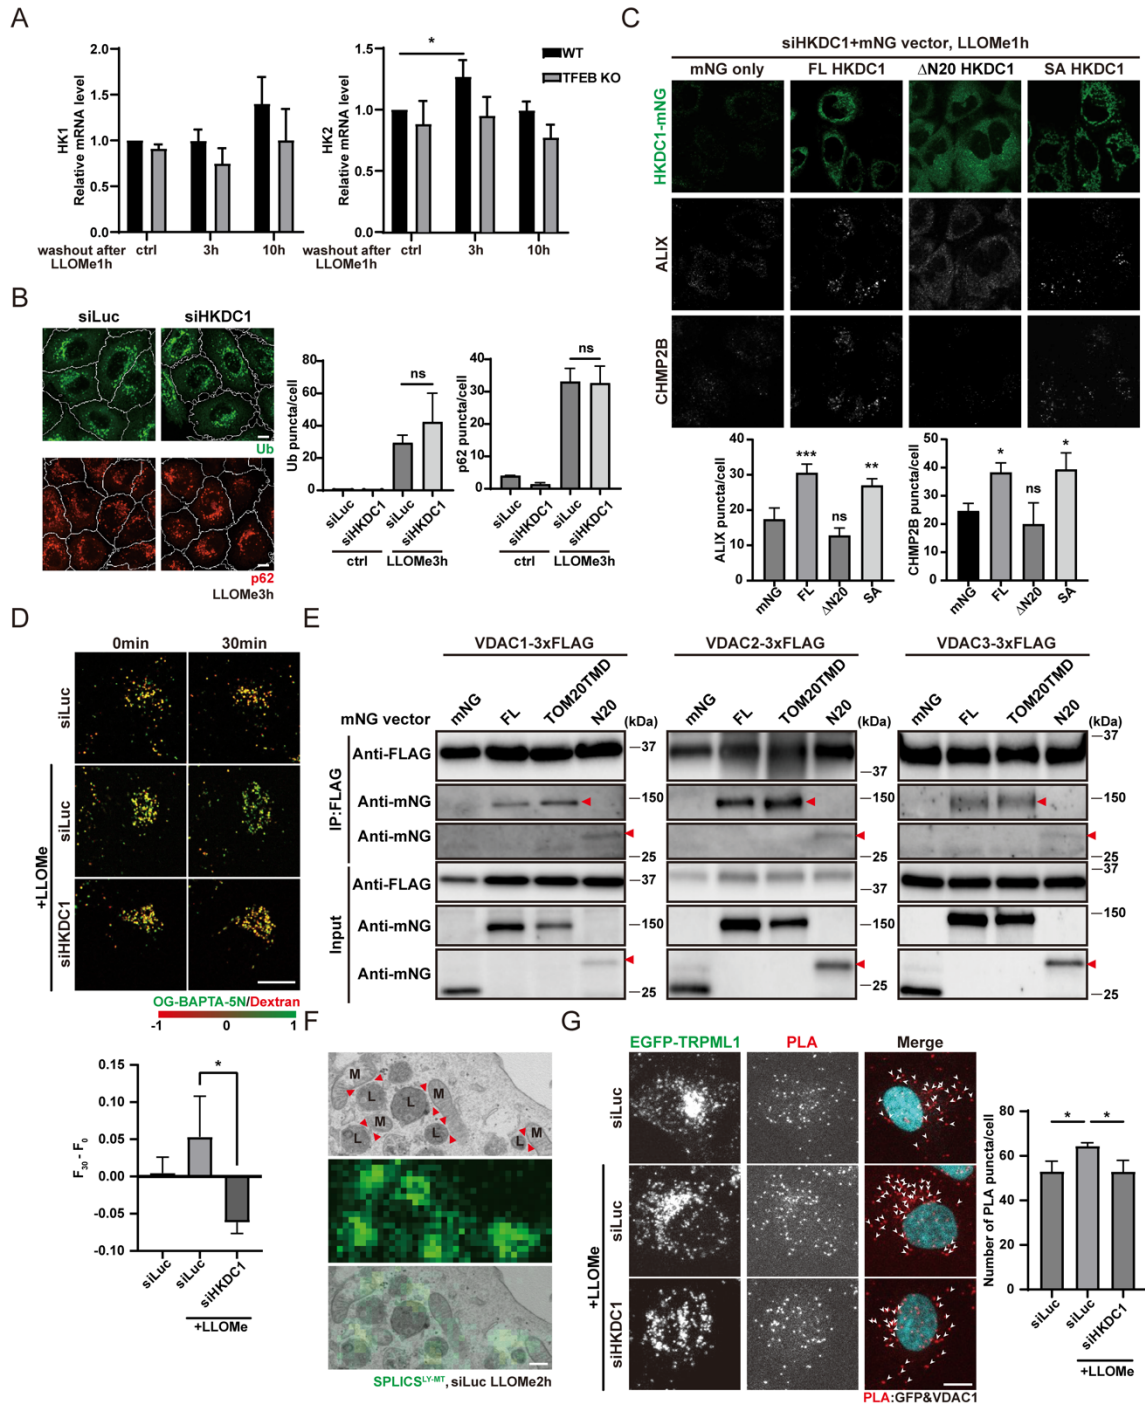 A
HK1
Relative mRNA level
2.0
1.5
1.0
0.5
0.0
washout after
LLOMe1h
ctrl
3h
10h
HK2
Relative mRNA level
2.0
1.5
1.0
0.5
0.0
*
WT
TFEB KO
washout after
LLOMe1h
ctrl
3h
10h
B
siLuc
siHKDC1
Ub
p62
LLOMe3h
Ub puncta/cell
80
60
40
20
0
ns
siLuc
siHKDC1
siLuc
siHKDC1
ctrl
LLOMe3h
p62 puncta/cell
40
30
20
10
0
ns
siLuc
siHKDC1
siLuc
siHKDC1
ctrl
LLOMe3h
C
siHKDC1+mNG vector, LLOMe1h
mNG only
FL HKDC1
ΔN20 HKDC1
SA HKDC1
HKDC1-mNG
ALIX
CHMP2B
ALIX puncta/cell
40
30
20
10
0
***
ns
**
mNG
FL
ΔN20
SA
CHMP2B puncta/cell
50
40
30
20
10
0
*
ns
*
mNG
FL
ΔN20
SA
D
0min
30min
siLuc
siLuc
siHKDC1
+LLOMe
OG-BAPTA-5N/Dextran
-1
0
1
F30 - F0
0.15
0.10
0.05
0.00
-0.05
-0.10
*
siLuc
siLuc
siHKDC1
+LLOMe
E
VDAC1-3xFLAG
VDAC2-3xFLAG
VDAC3-3xFLAG
mNG vector
mNG
FL
TOM20TMD
N20
(kDa)
mNG
FL
TOM20TMD
N20
(kDa)
mNG
FL
TOM20TMD
N20
(kDa)
IP:FLAG
Anti-FLAG
37
37
37
Anti-mNG
150
150
150
Anti-mNG
25
25
25
Input
Anti-FLAG
37
37
37
Anti-mNG
150
150
150
Anti-mNG
25
25
25
F
M
L
L
M
M
L
L
M
L
SPLICS LY-MT, siLuc LLOMe2h
G
EGFP-TRPML1
PLA
Merge
siLuc
siLuc
siHKDC1
+LLOMe
PLA:GFP&VDAC1
Number of PLA puncta/cell
80
60
40
20
0
*
*
siLuc
siLuc
siHKDC1
+LLOMe